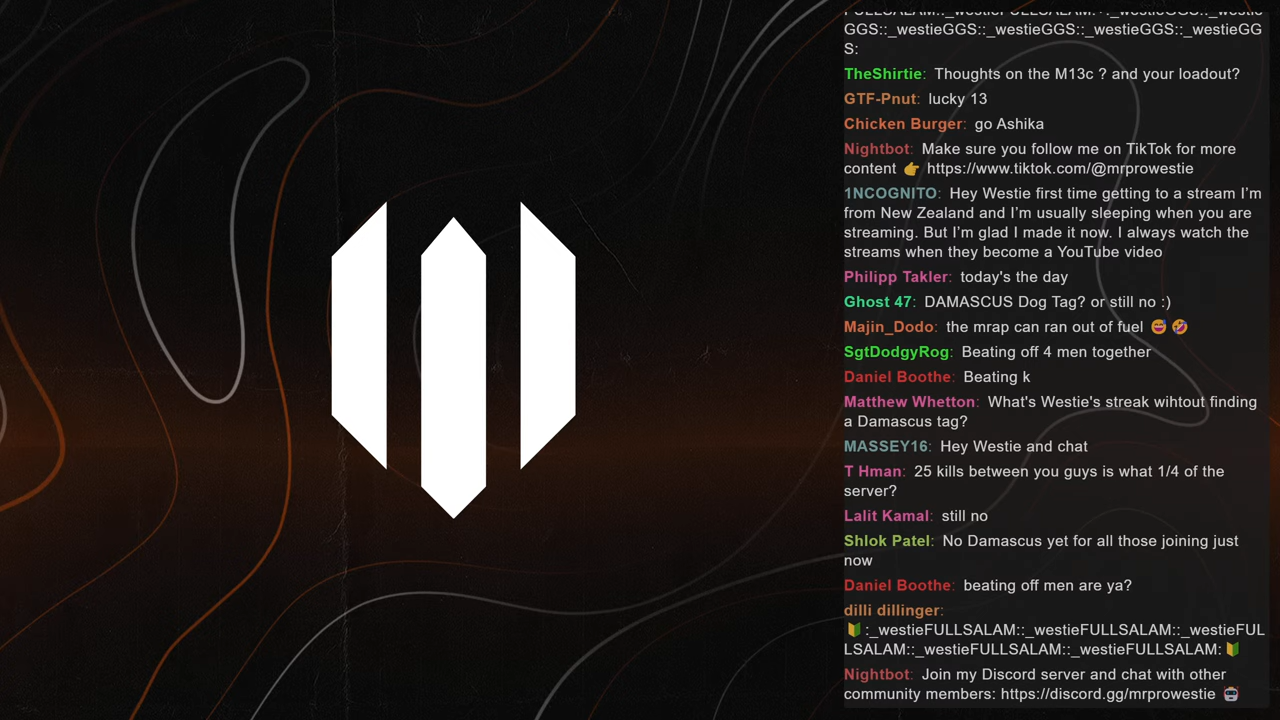 GGS::_westieGGS::_westieGGS::_westieGGS::_westieGG
S:
TheShirtie: Thoughts on the M13c ? and your loadout?
GTF-Pnut: lucky 13
Chicken Burger: go Ashika
Nightbot: Make sure you follow me on TikTok for more
content 👉 https://www.tiktok.com/@mrprowestie
1NCOGNITO: Hey Westie first time getting to a stream I’m
from New Zealand and I’m usually sleeping when you are
streaming. But I’m glad I made it now. I always watch the
streams when they become a YouTube video
Philipp Takler: today's the day
Ghost 47: DAMASCUS Dog Tag? or still no :)
Majin_Dodo: the mrap can ran out of fuel 😅 🤣
SgtDodgyRog: Beating off 4 men together
Daniel Boothe: Beating k
Matthew Whetton: What's Westie's streak wihtout finding
a Damascus tag?
MASSEY16: Hey Westie and chat
T Hman: 25 kills between you guys is what 1/4 of the
server?
Lalit Kamal: still no
Shlok Patel: No Damascus yet for all those joining just
now
Daniel Boothe: beating off men are ya?
dilli dillinger:
🔰:_westieFULLSALAM::_westieFULLSALAM::_westieFUL
LSALAM::_westieFULLSALAM::_westieFULLSALAM:🔰
Nightbot: Join my Discord server and chat with other
community members: https://discord.gg/mrprowestie 🤖